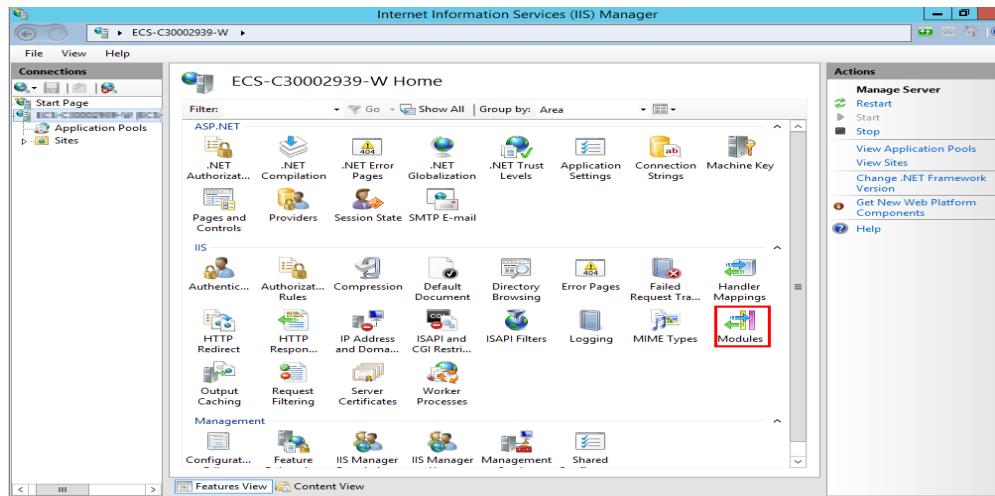 Internet Information Services (IIS) Manager
ECS-C30002939-W
File View Help
Connections
Start Page
Application Pools
Sites
ECS-C30002939-W Home
Filter: Go Show All Group by: Area
ASP.NET
.NET Authorizat...
.NET Compilation
.NET Error Pages
.NET Globalization
.NET Trust Levels
Application Settings
Connection Strings
Machine Key
Pages and Controls
Providers
Session State
SMTP E-mail
IIS
Authentic...
Authorizat... Rules
Compression
Default Document
Directory Browsing
Error Pages
Failed Request Tra...
Handler Mappings
HTTP Redirect
HTTP Respon...
IP Address and Doma...
ISAPI and CGI Restri...
ISAPI Filters
Logging
MIME Types
Modules
Output Caching
Request Filtering
Server Certificates
Worker Processes
Management
Configurat...
Feature
IIS Manager
IIS Manager
Management
Shared
Features View Content View
Actions
Manage Server
Restart
Start
Stop
View Application Pools
View Sites
Change .NET Framework
Version
Get New Web Platform
Components
Help